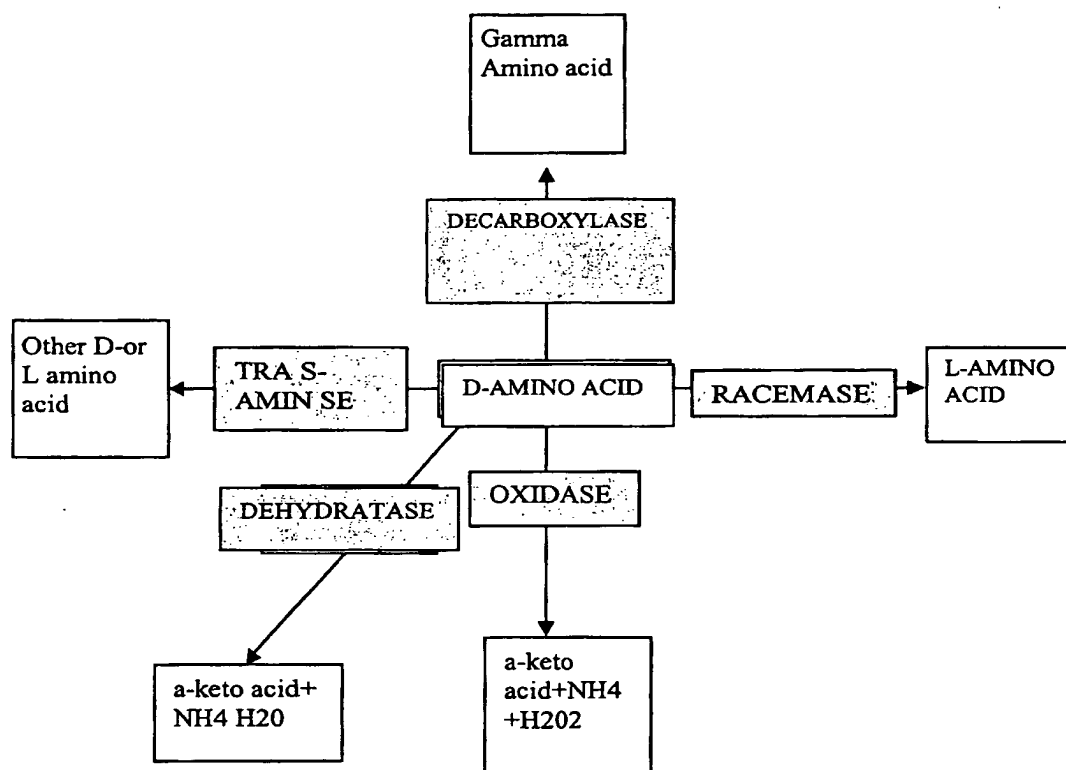 Gamma
Amino acid
DECARBOXYLASE
Other D-or
L amino
acid
TRA S-
AMIN SE
D-AMINO ACID
RACEMASE
L-AMINO
ACID
DEHYDRATASE
OXIDASE
a-keto acid+
NH4 H20
a-keto
acid+NH4
+H202